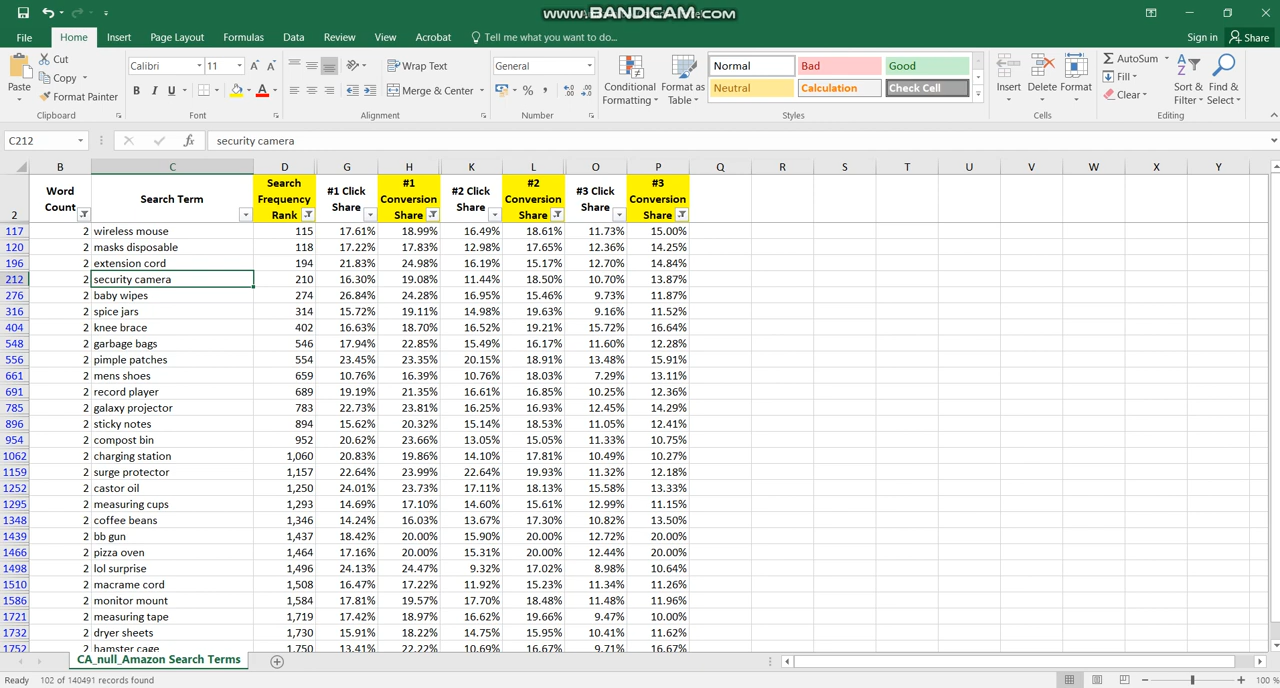 www.BANDICAM.com
File Home Insert Page Layout Formulas Data Review View Acrobat Tell me what you want to do... Sign in Share
Cut
Copy
Format Painter
Paste
Clipboard
Calibri 11
B I U
Font
Wrap Text
Merge & Center
Alignment
General
%
Number
Conditional Formatting
Format as Table
Normal Bad Good
Neutral Calculation Check Cell
Styles
Insert Delete Format
Cells
AutoSum
Fill
Clear
Sort & Filter
Find & Select
Editing
C212 fx security camera
B C D G H K L O P Q R S T U V W X Y
2 Word Count Search Term Search Frequency Rank #1 Click Share #1 Conversion Share #2 Click Share #2 Conversion Share #3 Click Share #3 Conversion Share
117 2 wireless mouse 115 17.61% 18.99% 16.49% 18.61% 11.73% 15.00%
120 2 masks disposable 118 17.22% 17.83% 12.98% 17.65% 12.36% 14.25%
196 2 extension cord 194 21.83% 24.98% 16.19% 15.17% 12.70% 14.84%
212 2 security camera 210 16.30% 19.08% 11.44% 18.50% 10.70% 13.87%
276 2 baby wipes 274 26.84% 24.28% 16.95% 15.46% 9.73% 11.87%
316 2 spice jars 314 15.72% 19.11% 14.98% 19.63% 9.16% 11.52%
404 2 knee brace 402 16.63% 18.70% 16.52% 19.21% 15.72% 16.64%
548 2 garbage bags 546 17.94% 22.85% 15.49% 16.17% 11.60% 12.28%
556 2 pimple patches 554 23.45% 23.35% 20.15% 18.91% 13.48% 15.91%
661 2 mens shoes 659 10.76% 16.39% 10.76% 18.03% 7.29% 13.11%
691 2 record player 689 19.19% 21.35% 16.61% 16.85% 10.25% 12.36%
785 2 galaxy projector 783 22.73% 23.81% 16.25% 16.93% 12.45% 14.29%
896 2 sticky notes 894 15.62% 20.32% 15.14% 18.53% 11.05% 12.41%
954 2 compost bin 952 20.62% 23.66% 13.05% 15.05% 11.33% 10.75%
1062 2 charging station 1,060 20.83% 19.86% 14.10% 17.81% 10.49% 10.27%
1159 2 surge protector 1,157 22.64% 23.99% 22.64% 19.93% 11.32% 12.18%
1252 2 castor oil 1,250 24.01% 23.73% 17.11% 18.13% 15.58% 13.33%
1295 2 measuring cups 1,293 14.69% 17.10% 14.60% 15.61% 12.99% 11.15%
1348 2 coffee beans 1,346 14.24% 16.03% 13.67% 17.30% 10.82% 13.50%
1439 2 bb gun 1,437 18.42% 20.00% 15.90% 20.00% 12.72% 20.00%
1466 2 pizza oven 1,464 17.16% 20.00% 15.31% 20.00% 12.44% 20.00%
1498 2 lol surprise 1,496 24.13% 24.47% 9.32% 17.02% 8.98% 10.64%
1510 2 macrame cord 1,508 16.47% 17.22% 11.92% 15.23% 11.34% 11.26%
1586 2 monitor mount 1,584 17.81% 19.57% 17.70% 18.48% 11.48% 11.96%
1721 2 measuring tape 1,719 17.42% 18.97% 16.62% 19.66% 9.47% 10.00%
1732 2 dryer sheets 1,730 15.91% 18.22% 14.75% 15.95% 10.41% 11.62%
1752 2 hamster cage 1,750 13.41% 22.22% 10.69% 16.67% 9.71% 16.67%
CA_null_Amazon Search Terms
Ready 102 of 140491 records found 100 %